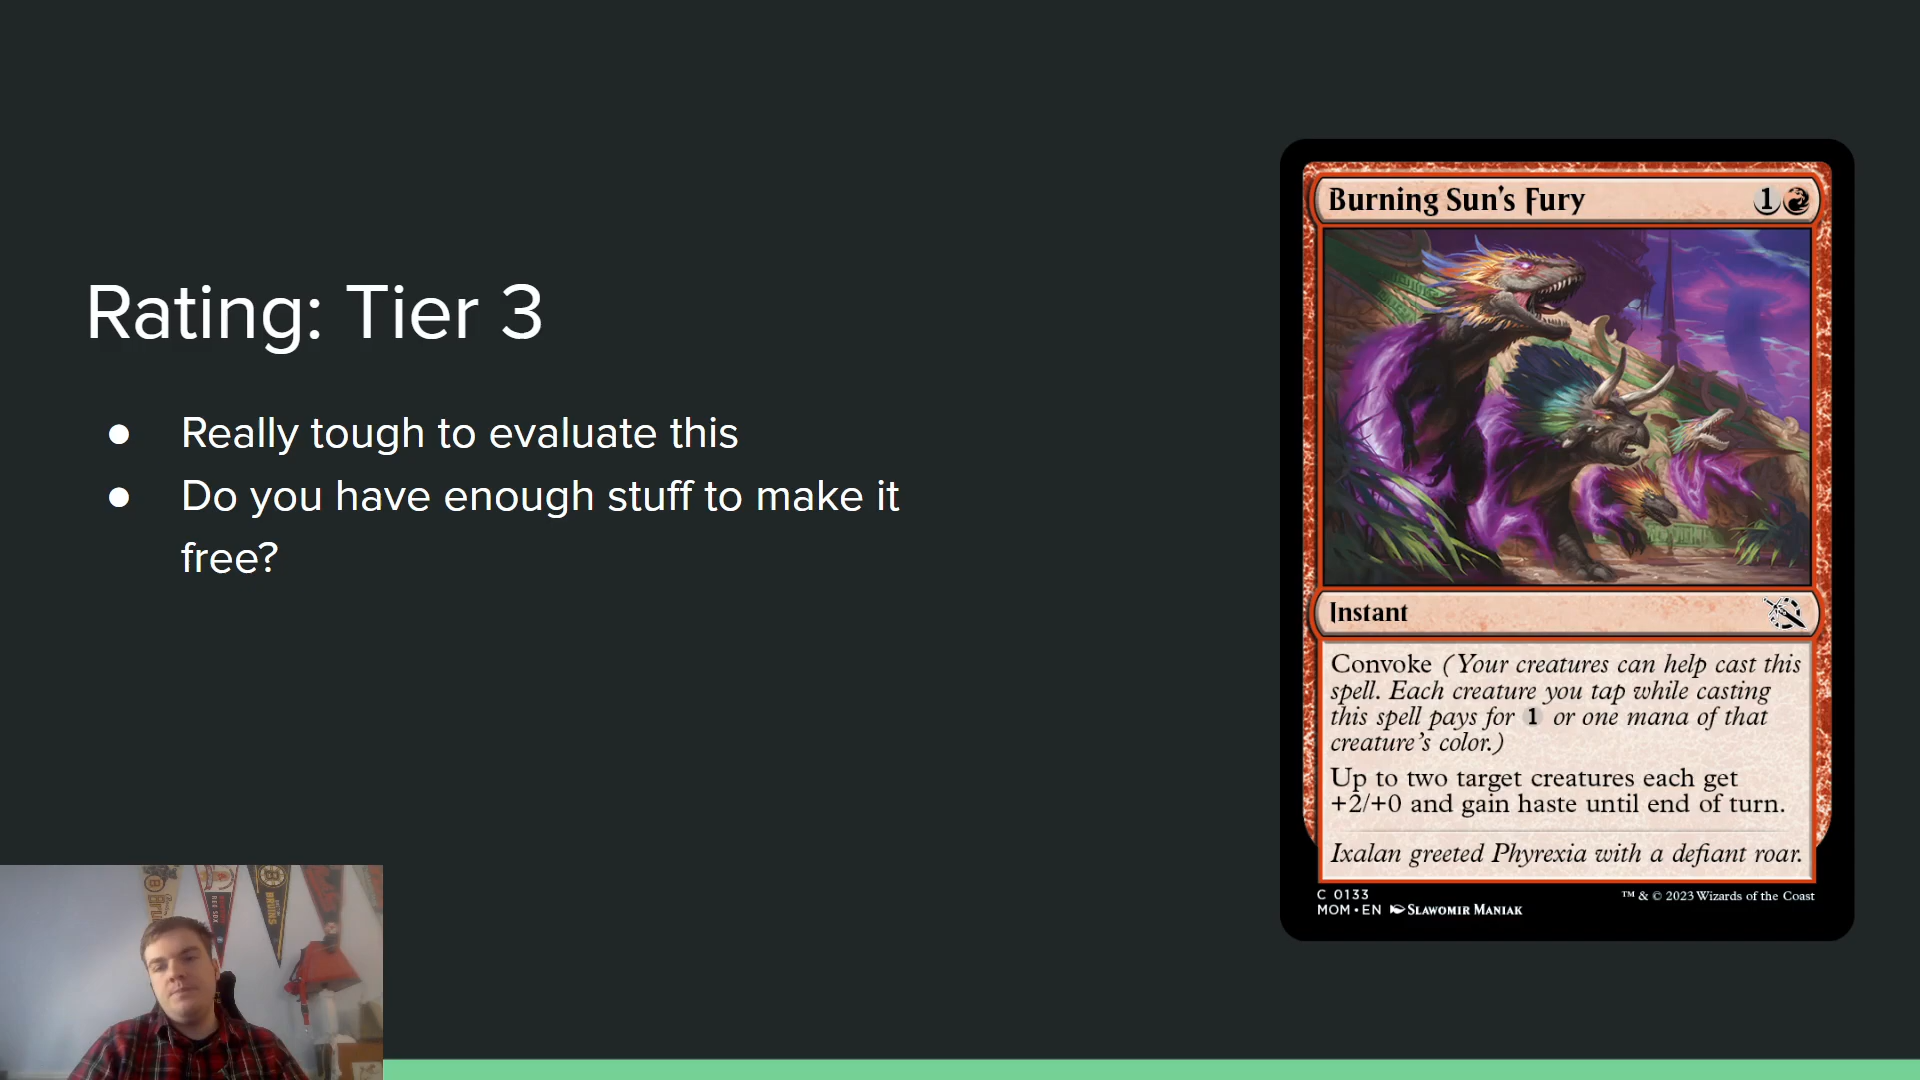 Rating: Tier 3
● Really tough to evaluate this
● Do you have enough stuff to make it
free?
Burning Sun's Fury 1
Instant
Convoke (Your creatures can help cast this
spell. Each creature you tap while casting
this spell pays for 1 or one mana of that
creature's color.)
Up to two target creatures each get
+2/+0 and gain haste until end of turn.
Ixalan greeted Phyrexia with a defiant roar.
C 0133
MOM • EN SLAWOMIR MANIAK
™ & © 2023 Wizards of the Coast
BRUINS
RED SOX